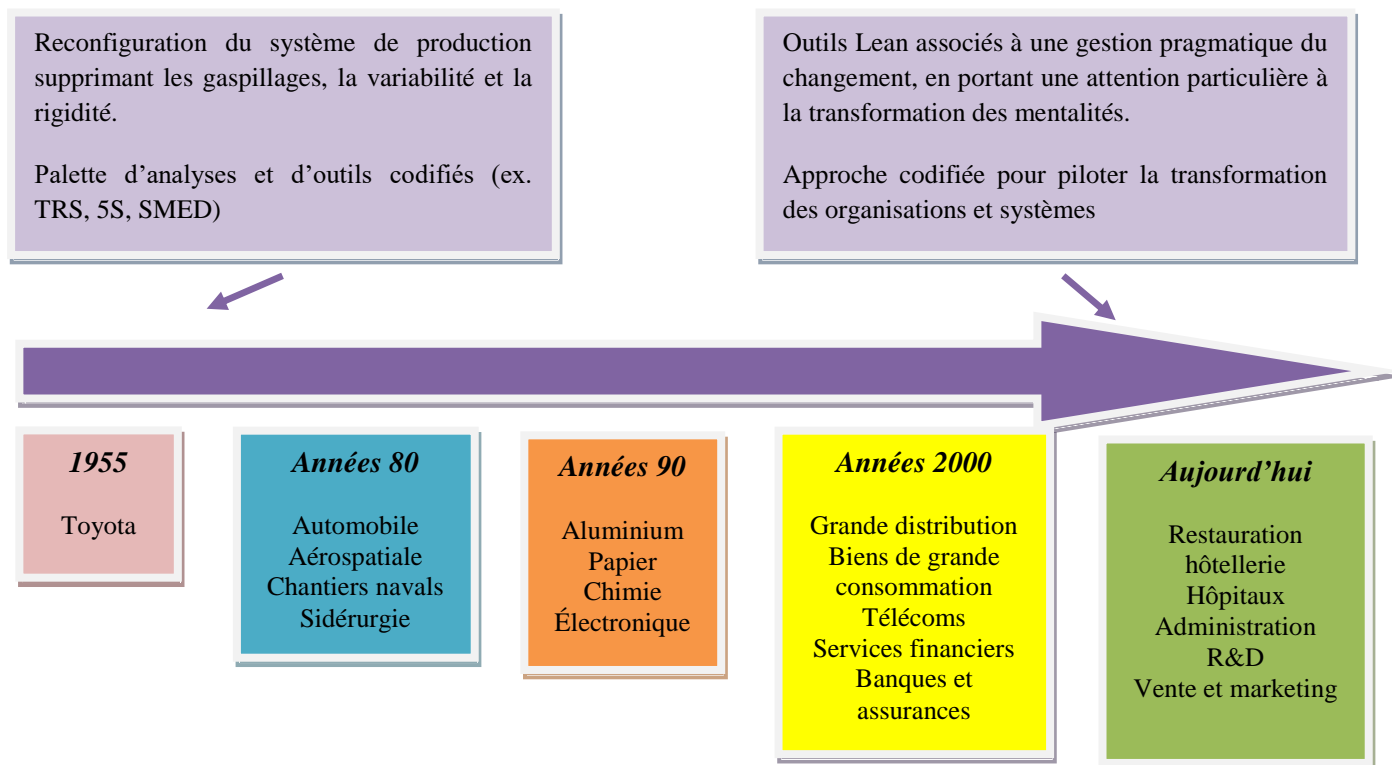 Reconfiguration du système de production
supprimant les gaspillages, la variabilité et la
rigidité.
Palette d’analyses et d’outils codifiés (ex.
TRS, 5S, SMED)
Outils Lean associés à une gestion pragmatique du
changement, en portant une attention particulière à
la transformation des mentalités.
Approche codifiée pour piloter la transformation
des organisations et systèmes
1955
Toyota
Années 80
Automobile
Aérospatiale
Chantiers navals
Sidérurgie
Années 90
Aluminium
Papier
Chimie
Électronique
Années 2000
Grande distribution
Biens de grande
consommation
Télécoms
Services financiers
Banques et
assurances
Aujourd’hui
Restauration
hôtellerie
Hôpitaux
Administration
R&D
Vente et marketing